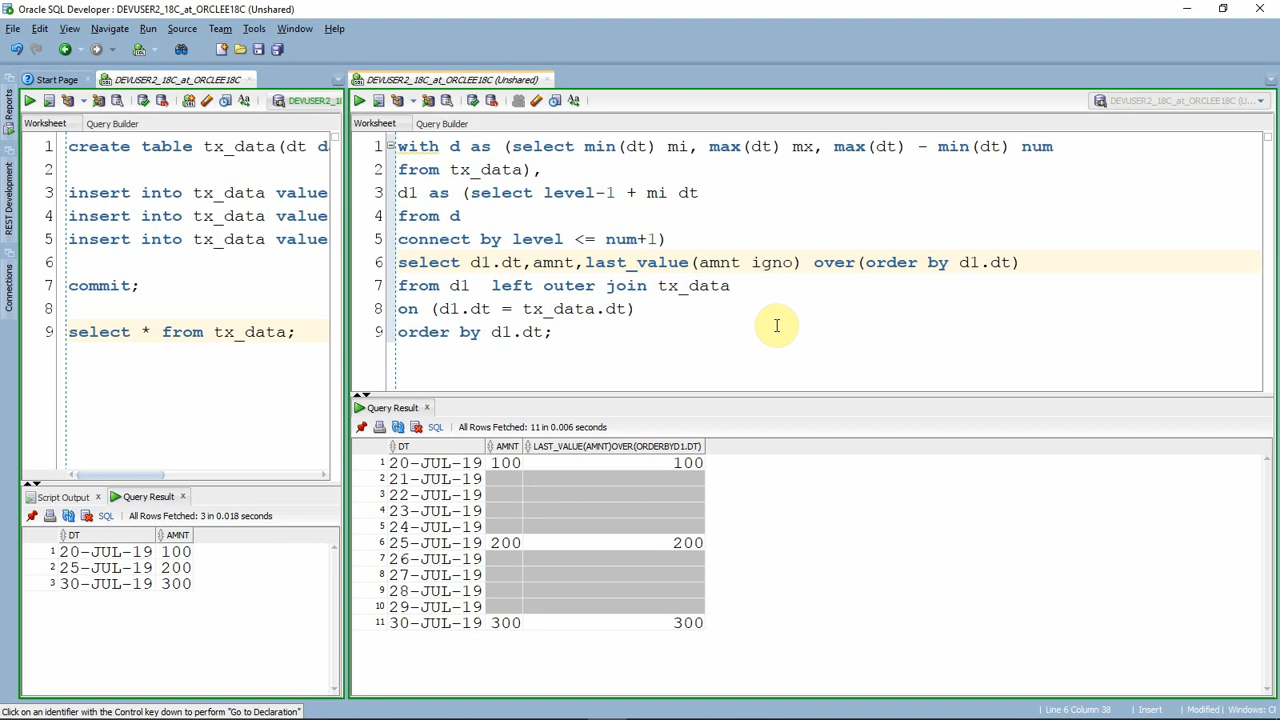 Oracle SQL Developer : DEVUSER2_18C_at_ORCLEE18C (Unshared)
File Edit View Navigate Run Source Team Tools Window Help
Start Page DEVUSER2_18C_at_ORCLEE18C
DEVUSER2_18C_at_ORCLEE18C (Unshared)
Reports
REST Development
Connections
DEVUSER2_1
Worksheet Query Builder
1 create table tx_data(dt d
2
3 insert into tx_data value
4 insert into tx_data value
5 insert into tx_data value
6
7 commit;
8
9 select * from tx_data;
Script Output Query Result
SQL All Rows Fetched: 3 in 0.018 seconds
DT AMNT
1 20-JUL-19 100
2 25-JUL-19 200
3 30-JUL-19 300
DEVUSER2_18C_at_ORCLEE18C (U...
Worksheet Query Builder
1 with d as (select min(dt) mi, max(dt) mx, max(dt) - min(dt) num
2 from tx_data),
3 d1 as (select level-1 + mi dt
4 from d
5 connect by level <= num+1)
6 select d1.dt,amnt,last_value(amnt igno) over(order by d1.dt)
7 from d1  left outer join tx_data
8 on (d1.dt = tx_data.dt)
9 order by d1.dt;
Query Result
SQL All Rows Fetched: 11 in 0.006 seconds
DT AMNT LAST_VALUE(AMNT)OVER(ORDERBYD1.DT)
1 20-JUL-19 100 100
2 21-JUL-19
3 22-JUL-19
4 23-JUL-19
5 24-JUL-19
6 25-JUL-19 200 200
7 26-JUL-19
8 27-JUL-19
9 28-JUL-19
10 29-JUL-19
11 30-JUL-19 300 300
Click on an identifier with the Control key down to perform "Go to Declaration"
Line 6 Column 38 Insert Modified Windows: CI